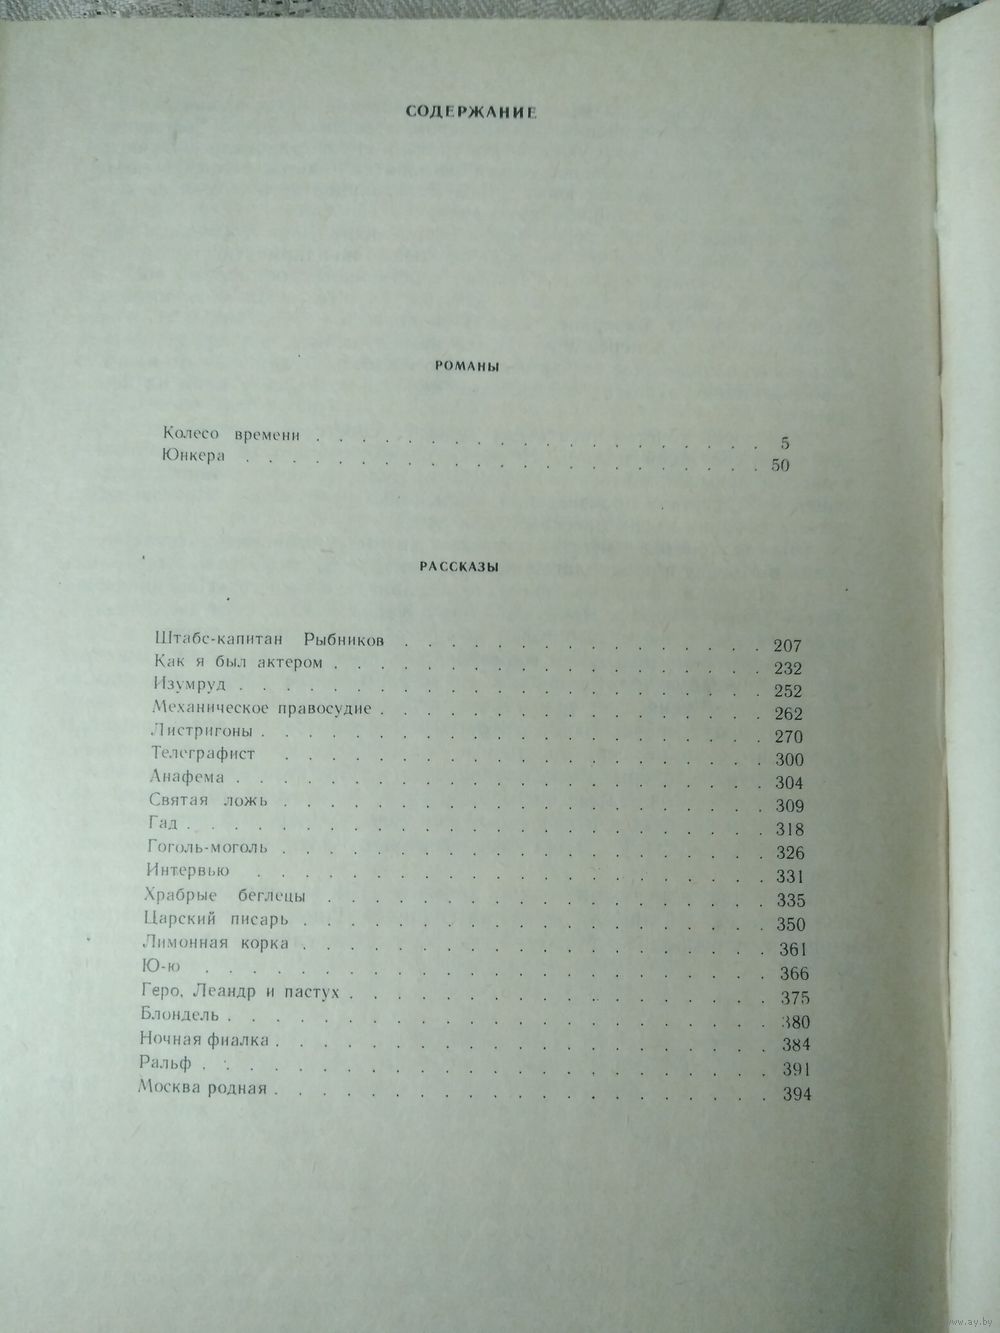 СОДЕРЖАНИЕ
РОМАНЫ
Колесо времени . . . . . . . . . . . . . . . . . . . . 5
Юнкера . . . . . . . . . . . . . . . . . . . . . . 50
РАССКАЗЫ
Штабс-капитан Рыбников . . . . . . . . . . . . . . . . 207
Как я был актером . . . . . . . . . . . . . . . . . . . 232
Изумруд . . . . . . . . . . . . . . . . . . . . . . . 252
Механическое правосудие . . . . . . . . . . . . . . . . . 262
Листригоны . . . . . . . . . . . . . . . . . . . . . . 270
Телеграфист . . . . . . . . . . . . . . . . . . . . . 300
Анафема . . . . . . . . . . . . . . . . . . . . . . . 304
Святая ложь . . . . . . . . . . . . . . . . . . . . . 309
Гад . . . . . . . . . . . . . . . . . . . . . . . . . 318
Гоголь-моголь . . . . . . . . . . . . . . . . . . . . . 326
Интервью . . . . . . . . . . . . . . . . . . . . . . 331
Храбрые беглецы . . . . . . . . . . . . . . . . . . . 335
Царский писарь . . . . . . . . . . . . . . . . . . . . 350
Лимонная корка . . . . . . . . . . . . . . . . . . . . 361
Ю-ю . . . . . . . . . . . . . . . . . . . . . . . . 366
Геро, Леандр и пастух . . . . . . . . . . . . . . . . . . 375
Блондель . . . . . . . . . . . . . . . . . . . . . . . 380
Ночная фиалка . . . . . . . . . . . . . . . . . . . . . 384
Ральф . . . . . . . . . . . . . . . . . . . . . . . . 391
Москва родная . . . . . . . . . . . . . . . . . . . . . 394
www.ay.by